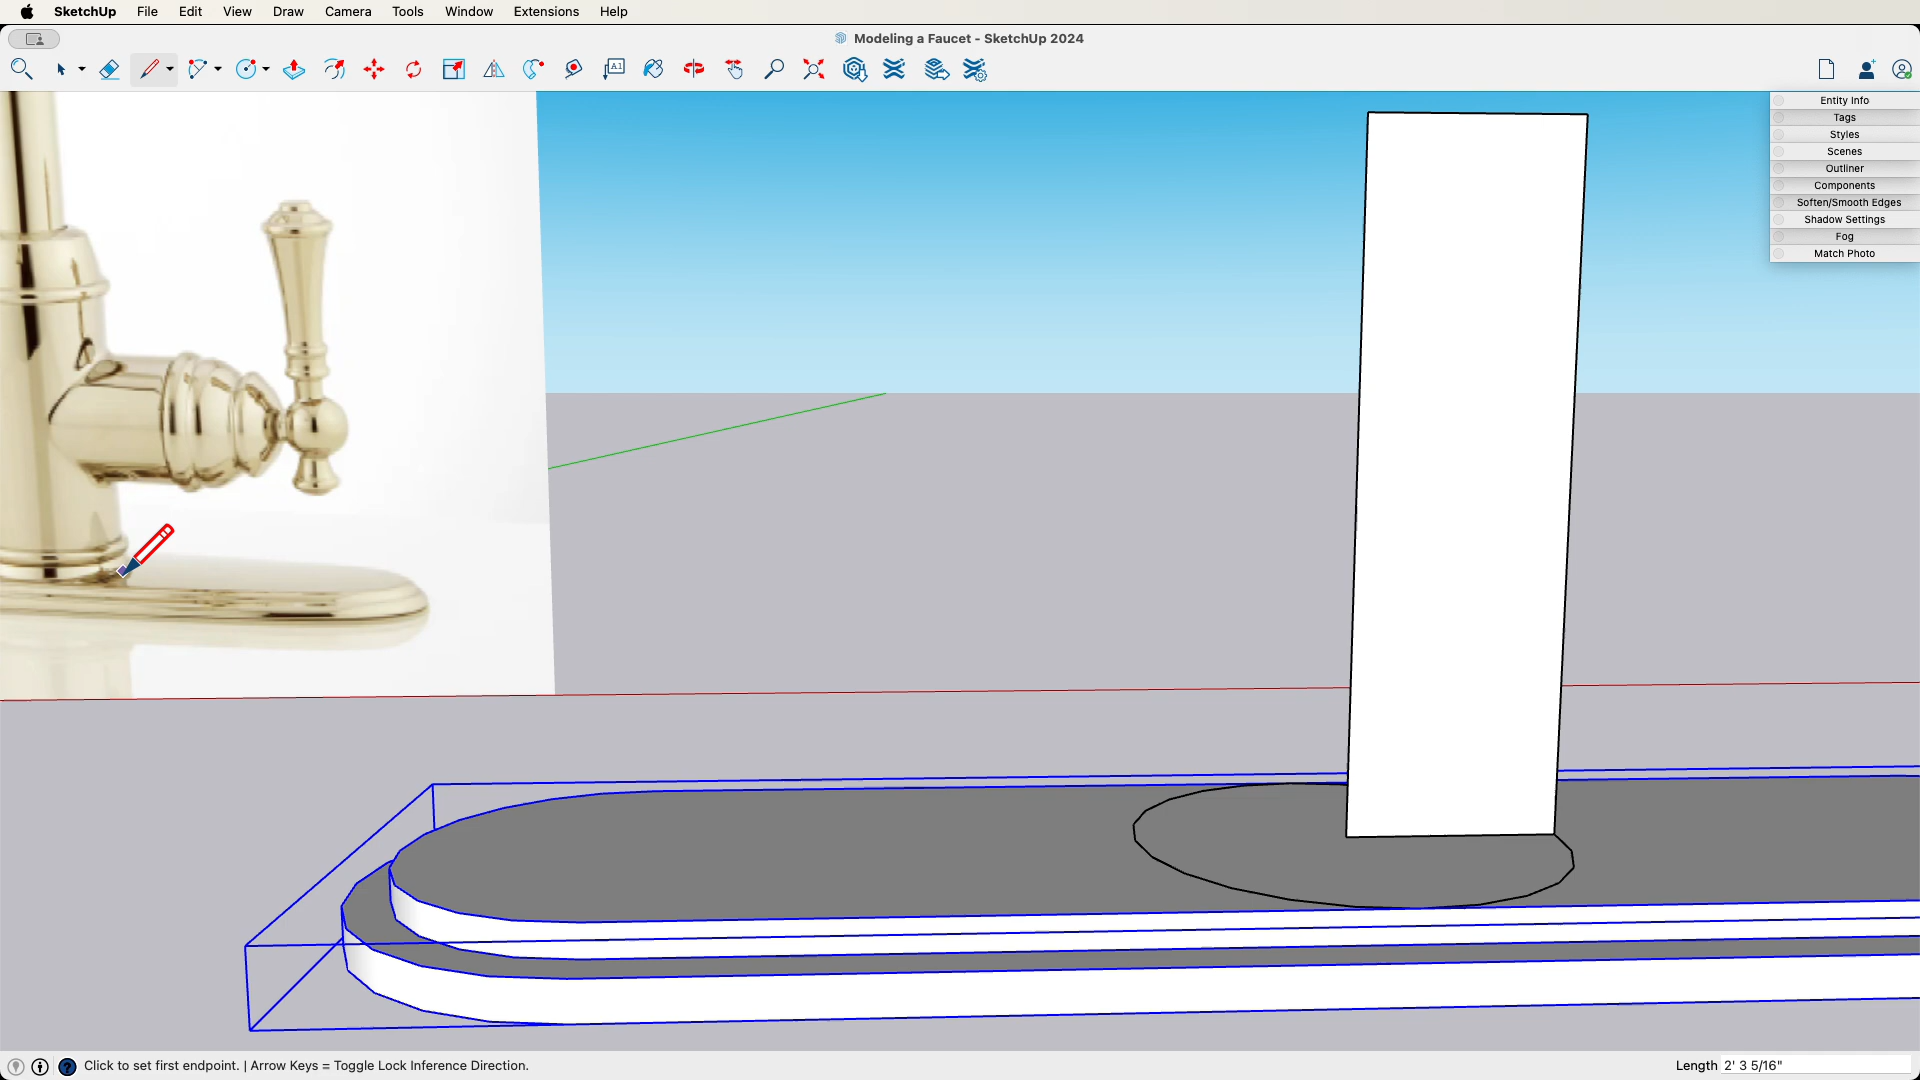 SketchUp File Edit View Draw Camera Tools Window Extensions Help
Modeling a Faucet - SketchUp 2024
A1
Entity Info
Tags
Styles
Scenes
Outliner
Components
Soften/Smooth Edges
Shadow Settings
Fog
Match Photo
Click to set first endpoint. | Arrow Keys = Toggle Lock Inference Direction.
Length 2' 3 5/16"